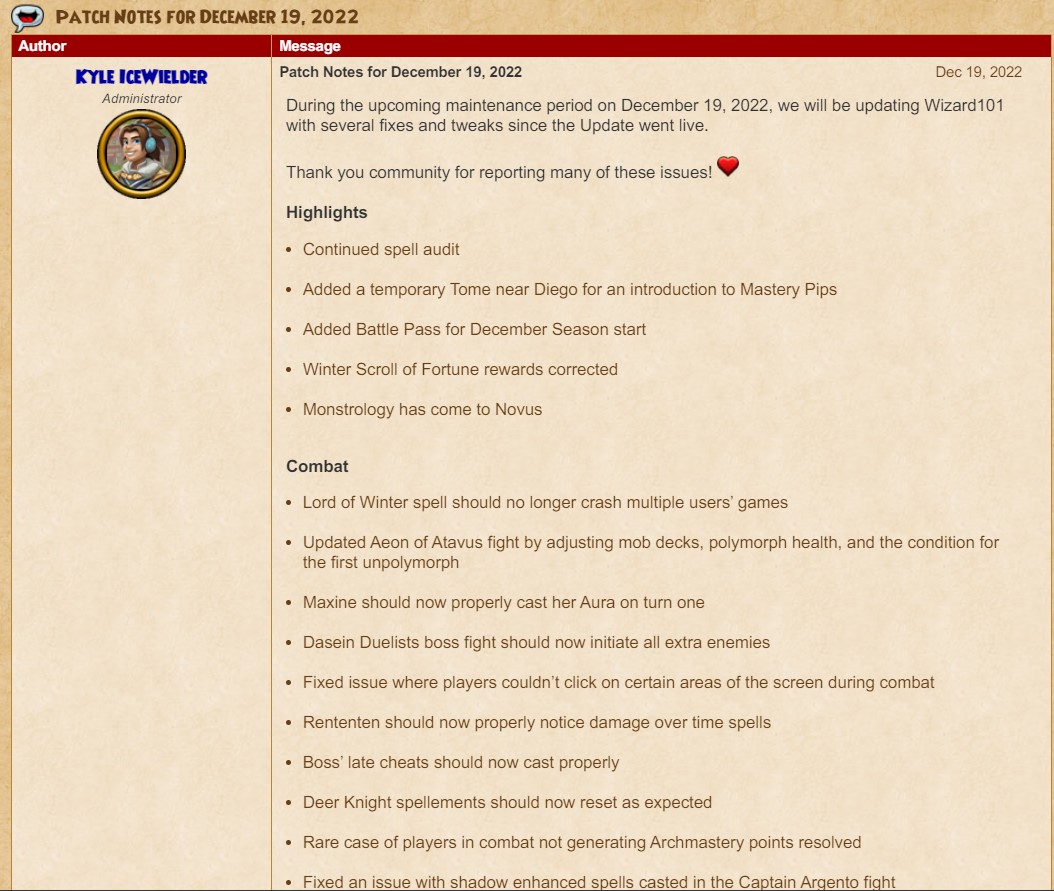 Patch Notes for December 19, 2022
Author
Message
Kyle IceWielder
Administrator
Patch Notes for December 19, 2022
Dec 19, 2022
During the upcoming maintenance period on December 19, 2022, we will be updating Wizard101
with several fixes and tweaks since the Update went live.
Thank you community for reporting many of these issues!
Highlights
• Continued spell audit
• Added a temporary Tome near Diego for an introduction to Mastery Pips
• Added Battle Pass for December Season start
• Winter Scroll of Fortune rewards corrected
• Monstrology has come to Novus
Combat
• Lord of Winter spell should no longer crash multiple users’ games
• Updated Aeon of Atavus fight by adjusting mob decks, polymorph health, and the condition for
the first unpolymorph
• Maxine should now properly cast her Aura on turn one
• Dasein Duelists boss fight should now initiate all extra enemies
• Fixed issue where players couldn’t click on certain areas of the screen during combat
• Rententen should now properly notice damage over time spells
• Boss’ late cheats should now cast properly
• Deer Knight spellements should now reset as expected
• Rare case of players in combat not generating Archmastery points resolved
• Fixed an issue with shadow enhanced spells casted in the Captain Argento fight